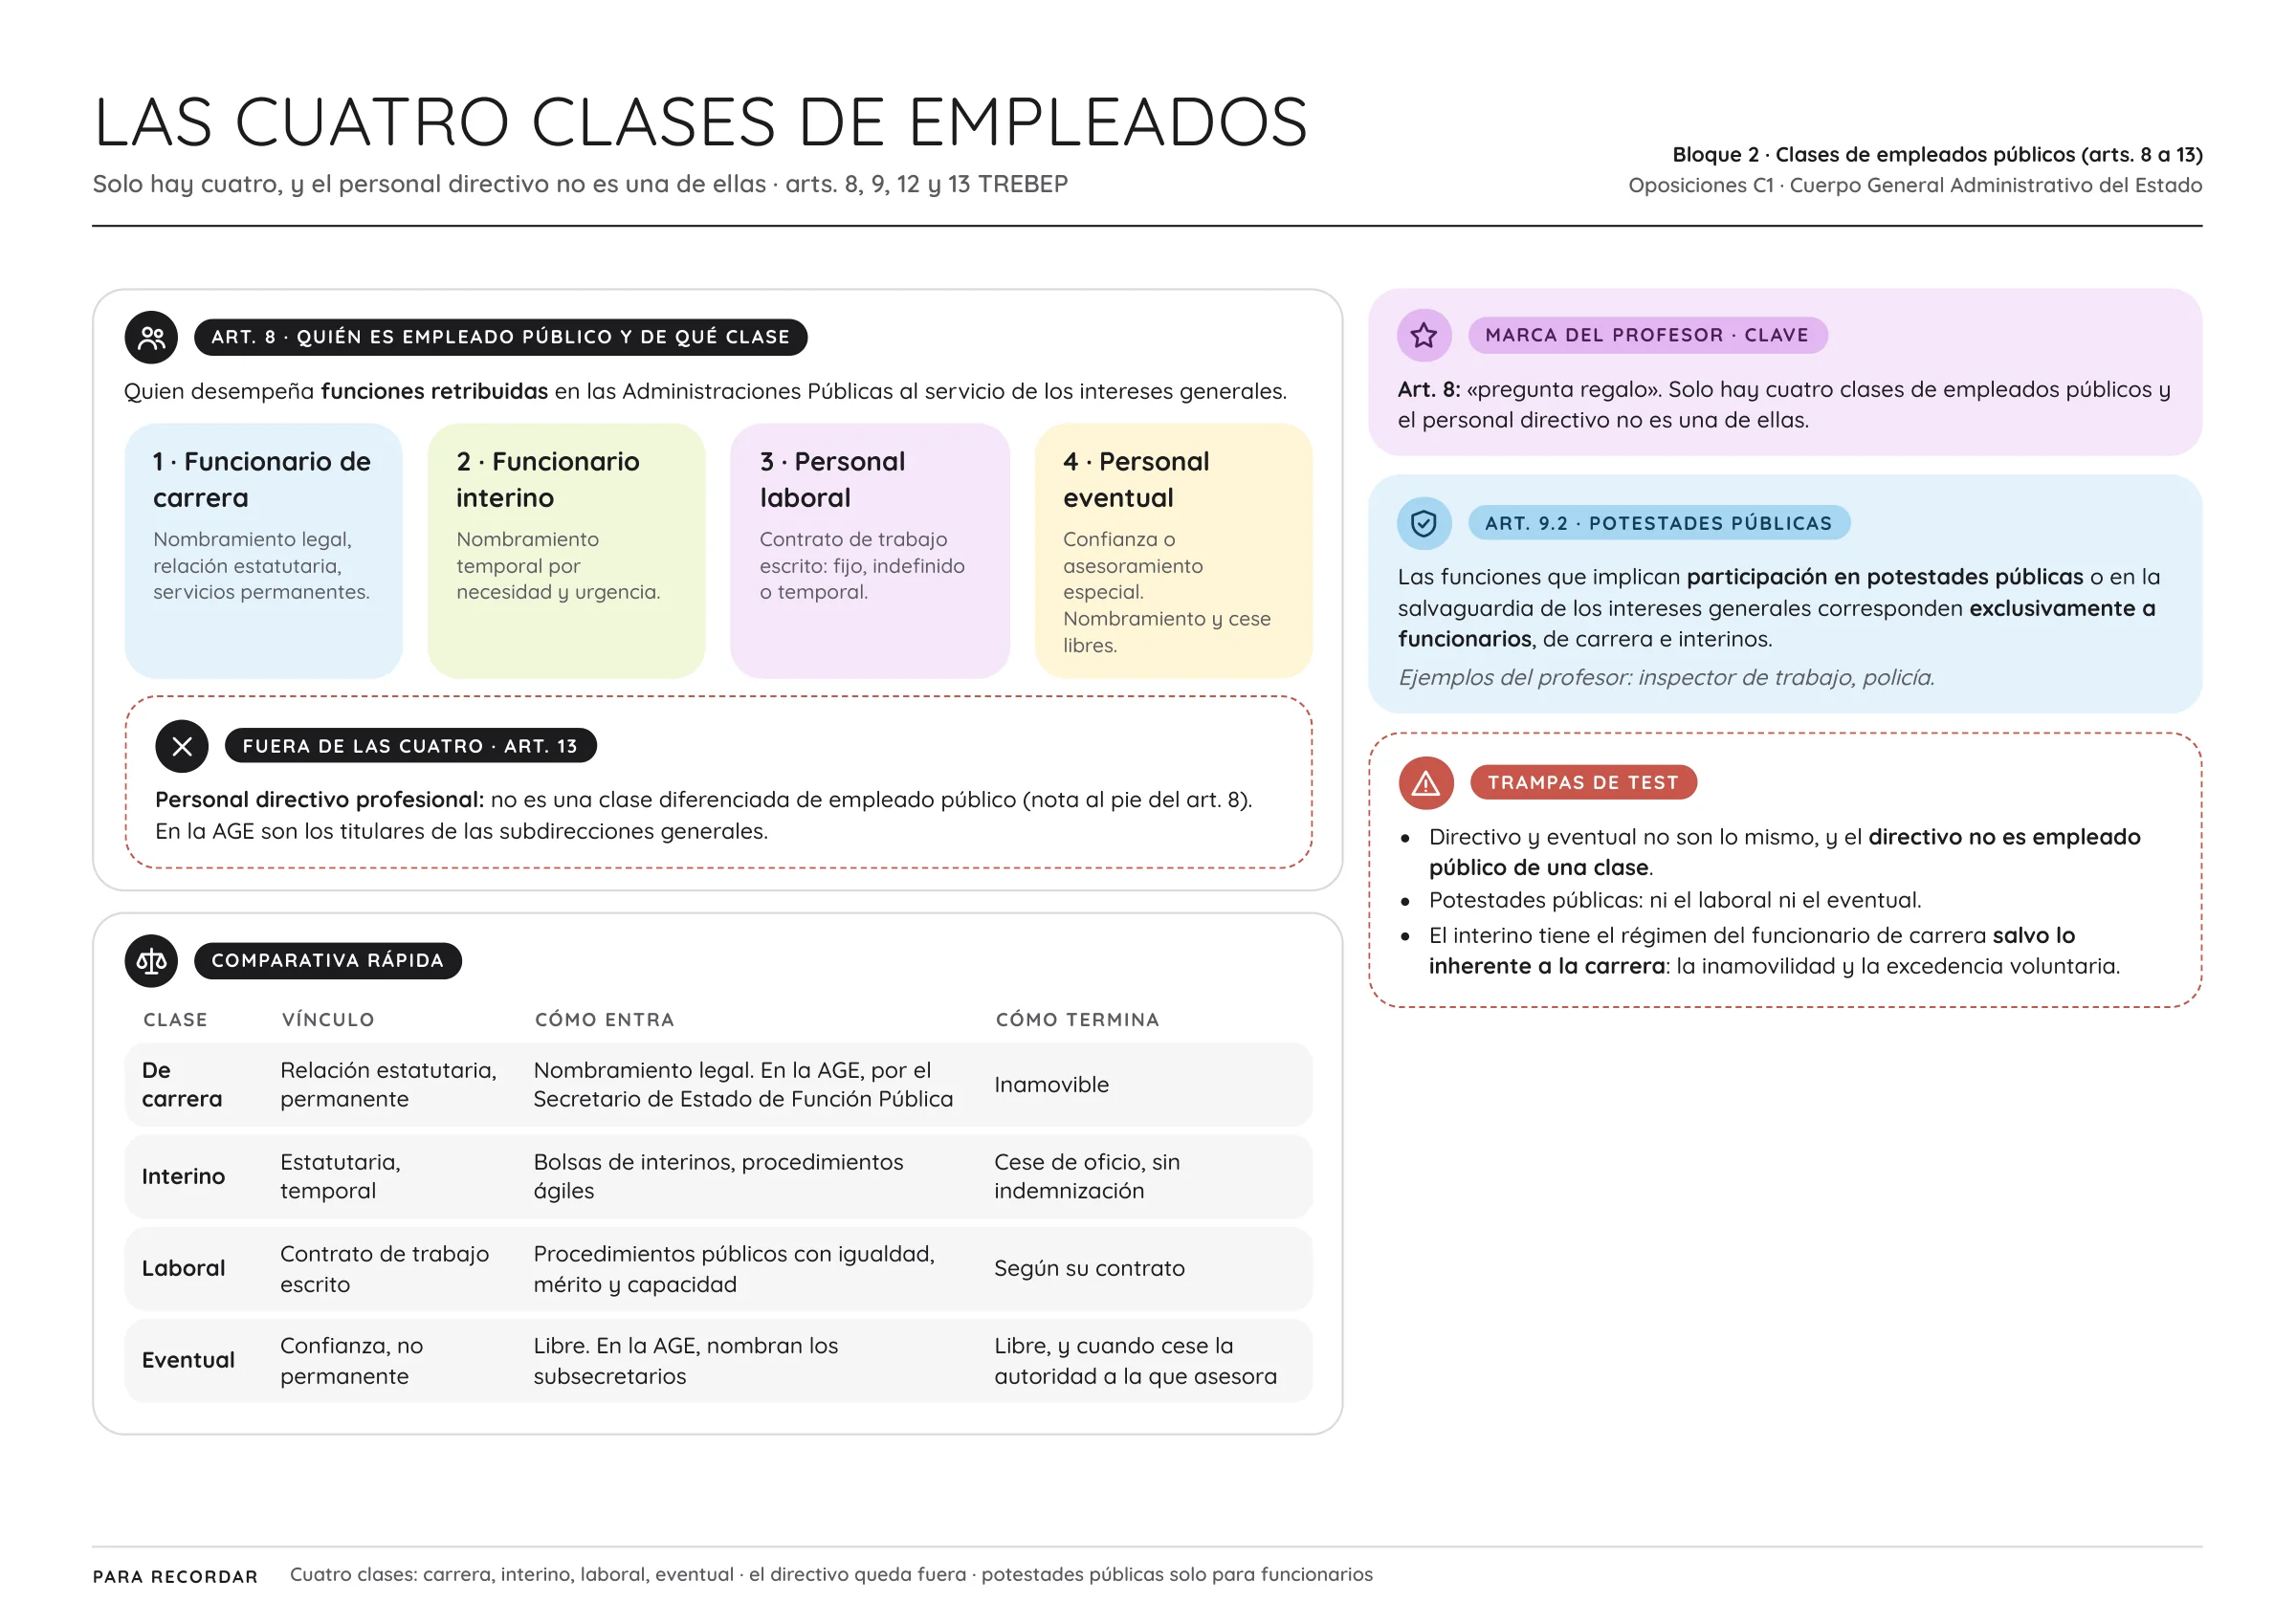 LAS CUATRO CLASES DE EMPLEADOS
Solo hay cuatro, y el personal directivo no es una de ellas · arts. 8, 9, 12 y 13 TREBEP
Bloque 2 · Clases de empleados públicos (arts. 8 a 13)
Oposiciones C1 · Cuerpo General Administrativo del Estado
ART. 8 · QUIÉN ES EMPLEADO PÚBLICO Y DE QUÉ CLASE
Quien desempeña funciones retribuidas en las Administraciones Públicas al servicio de los intereses generales.
1 · Funcionario de
carrera
Nombramiento legal,
relación estatutaria,
servicios permanentes.
2 · Funcionario
interino
Nombramiento
temporal por
necesidad y urgencia.
3 · Personal
laboral
Contrato de trabajo
escrito: fijo, indefinido
o temporal.
4 · Personal
eventual
Confianza o
asesoramiento
especial.
Nombramiento y cese
libres.
FUERA DE LAS CUATRO · ART. 13
Personal directivo profesional: no es una clase diferenciada de empleado público (nota al pie del art. 8).
En la AGE son los titulares de las subdirecciones generales.
COMPARATIVA RÁPIDA
CLASE VÍNCULO CÓMO ENTRA CÓMO TERMINA
De
carrera
Relación estatutaria,
permanente
Nombramiento legal. En la AGE, por el
Secretario de Estado de Función Pública
Inamovible
Interino
Estatutaria,
temporal
Bolsas de interinos, procedimientos
ágiles
Cese de oficio, sin
indemnización
Laboral
Contrato de trabajo
escrito
Procedimientos públicos con igualdad,
mérito y capacidad
Según su contrato
Eventual
Confianza, no
permanente
Libre. En la AGE, nombran los
subsecretarios
Libre, y cuando cese la
autoridad a la que asesora
MARCA DEL PROFESOR · CLAVE
Art. 8: «pregunta regalo». Solo hay cuatro clases de empleados públicos y
el personal directivo no es una de ellas.
ART. 9.2 · POTESTADES PÚBLICAS
Las funciones que implican participación en potestades públicas o en la
salvaguardia de los intereses generales corresponden exclusivamente a
funcionarios, de carrera e interinos.
Ejemplos del profesor: inspector de trabajo, policía.
TRAMPAS DE TEST
• Directivo y eventual no son lo mismo, y el directivo no es empleado
público de una clase.
• Potestades públicas: ni el laboral ni el eventual.
• El interino tiene el régimen del funcionario de carrera salvo lo
inherente a la carrera: la inamovilidad y la excedencia voluntaria.
PARA RECORDAR Cuatro clases: carrera, interino, laboral, eventual · el directivo queda fuera · potestades públicas solo para funcionarios